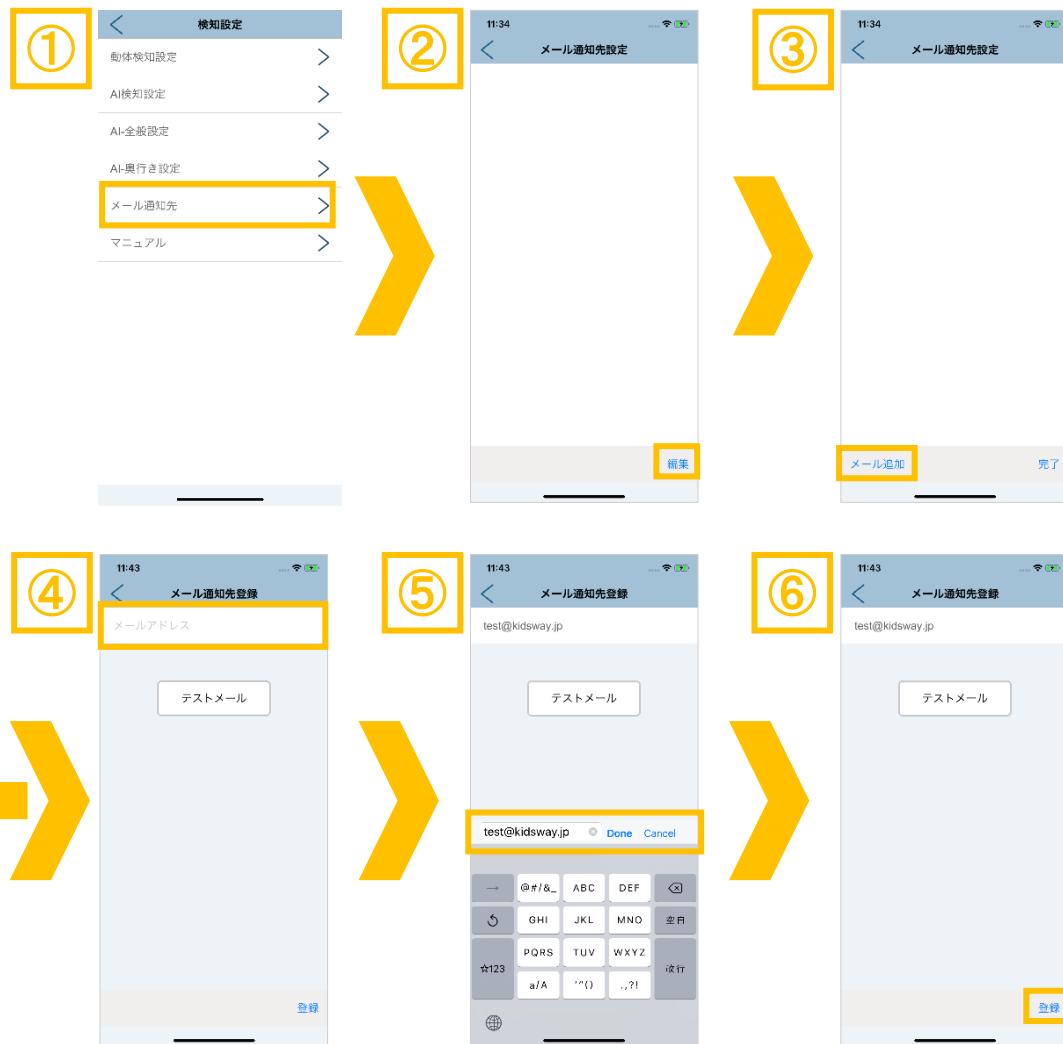 ①
検知設定
動体検知設定
AI検知設定
AI-全般設定
AI-奥行き設定
メール通知先
マニュアル
②
11:34
メール通知先設定
編集
③
11:34
メール通知先設定
メール追加 完了
④
11:43
メール通知先登録
メールアドレス
テストメール
登録
⑤
11:43
メール通知先登録
test@kidsway.jp
テストメール
test@kidsway.jp Done Cancel
→ @#/&_ ABC DEF
GHI JKL MNO 空白
PQRS TUV WXYZ
☆123 改行
a/A '"() .,?!
⑥
11:43
メール通知先登録
test@kidsway.jp
テストメール
登録